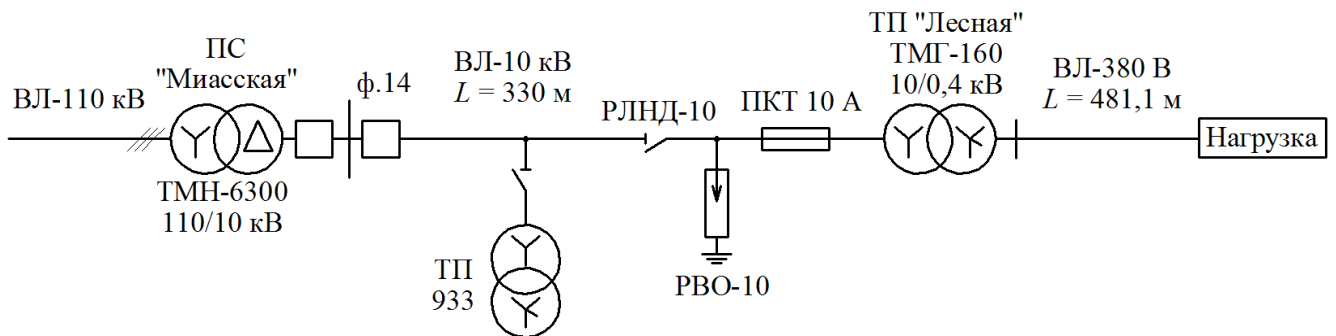 ВЛ-110 кВ
ПС
"Миасская"
ТМН-6300
110/10 кВ
ф.14
ВЛ-10 кВ
L = 330 м
ТП
933
РЛНД-10
РВО-10
ПКТ 10 А
ТП "Лесная"
ТМГ-160
10/0,4 кВ
ВЛ-380 В
L = 481,1 м
Нагрузка